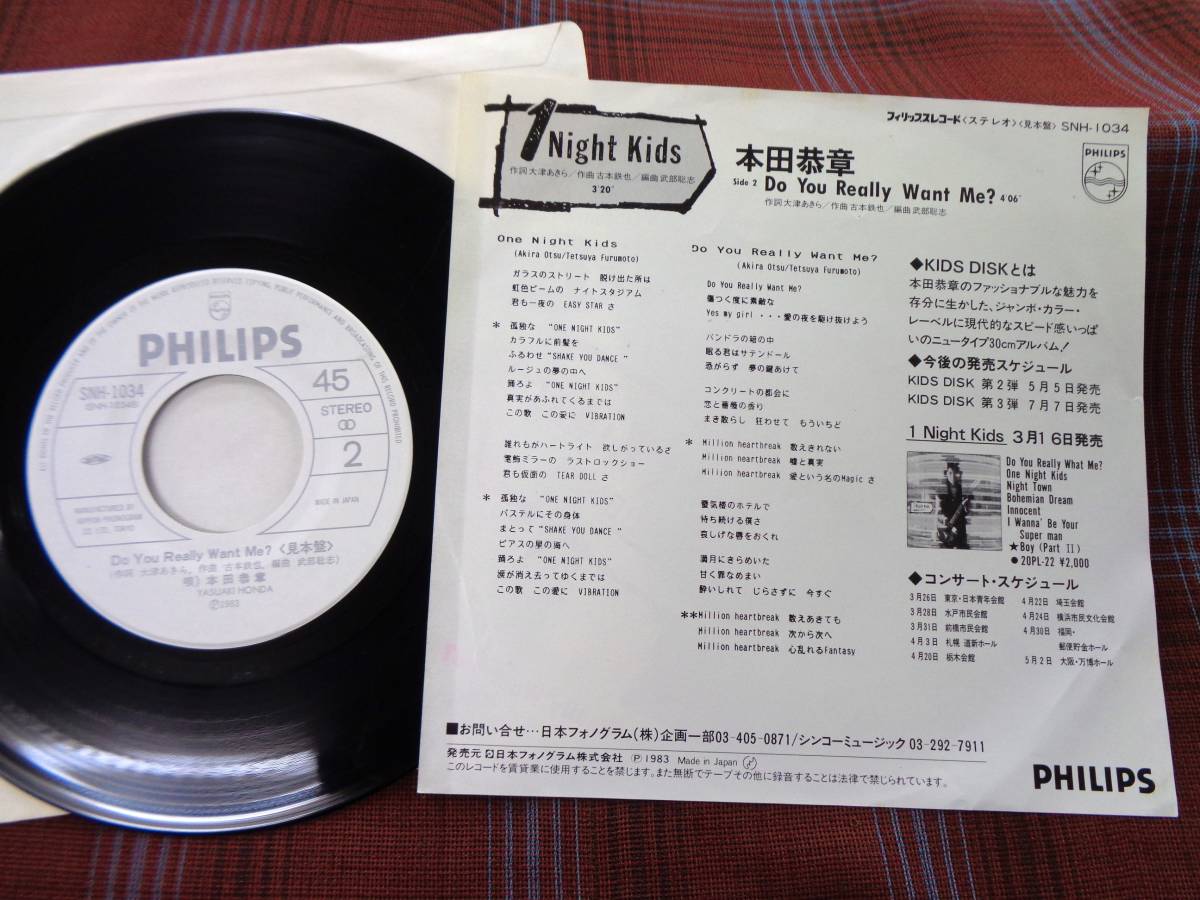 PHILIPS
SNH-1034
45
STEREO
2
MADE IN JAPAN
MANUFACTURED BY
NIPPON PHONOGRAM
CO. LTD., TOKYO
Do You Really Want Me?〈見本盤〉
(作詞 大津あきら, 作曲 古本鉄也, 編曲 武部聡志)
唄) 本田恭章
YASUAKI HONDA
Ⓟ1983
1 Night Kids
作詞 大津あきら/作曲 古本鉄也/編曲 武部聡志
3'20"
フィリップスレコード〈ステレオ〉〈見本盤〉SNH-1034
本田恭章
Side 2 Do You Really Want Me? 4'06"
作詞 大津あきら/作曲 古本鉄也/編曲 武部聡志
PHILIPS
One Night Kids
(Akira Otsu/Tetsuya Furumoto)
ガラスのストリート 脱け出た所は
虹色ビームの ナイトスタジアム
君も一夜の EASY STAR さ
* 孤独な "ONE NIGHT KIDS"
カラフルに前髪を
ふるわせ "SHAKE YOU DANCE"
ルージュの夢の中へ
踊ろよ "ONE NIGHT KIDS"
真実があふれてくるまでは
この歌 この愛に VIBRATION
誰れもがハートライト 欲しがっているさ
電飾ミラーの ラストロックショー
君も仮面の TEAR DOLL さ
* 孤独な "ONE NIGHT KIDS"
パステルにその身体
まとって "SHAKE YOU DANCE"
ピアスの星の海へ
踊ろよ "ONE NIGHT KIDS"
涙が消え去ってゆくまでは
この歌 この愛に VIBRATION
Do You Really Want Me?
(Akira Otsu/Tetsuya Furumoto)
Do You Really Want Me?
傷つく度に素敵な
Yes my girl ・・・愛の夜を駆け抜けよう
パンドラの箱の中
眠る君はサテンドール
恐がらず 夢の鍵あけて
コンクリートの都会に
恋と薔薇の香り
まき散らし 狂わせて もういちど
* Million heartbreak 数えきれない
Million heartbreak 嘘と真実
Million heartbreak 愛という名のMagic さ
蜃気楼のホテルで
待ち続ける僕さ
哀しげな唇をおくれ
満月にきらめいた
甘く罪なめまい
酔いしれて じらさずに 今すぐ
**Million heartbreak 数えあきても
Million heartbreak 次から次へ
Million heartbreak 心乱れるFantasy
◆KIDS DISKとは
本田恭章のファッショナブルな魅力を
存分に生かした、ジャンボ・カラー・
レーベルに現代的なスピード感いっぱ
いのニュータイプ30cmアルバム!
◆今後の発売スケジュール
KIDS DISK 第2弾 5月5日発売
KIDS DISK 第3弾 7月7日発売
1 Night Kids 3月16日発売
Do You Really What Me?
One Night Kids
Night Town
Bohemian Dream
Innocent
I Wanna' Be Your
Super man
★Boy (Part II)
●20PL-22 ¥2,000
◆コンサート・スケジュール
3月26日 東京・日本青年会館
3月28日 水戸市民会館
3月31日 前橋市民会館
4月3日 札幌 道新ホール
4月20日 栃木会館
4月22日 埼玉会館
4月24日 横浜市民文化会館
4月30日 福岡・
郵便貯金ホール
5月2日 大阪・万博ホール
■お問い合せ…日本フォノグラム(株)企画一部03-405-0871/シンコーミュージック 03-292-7911
発売元 日本フォノグラム株式会社 Ⓟ1983 Made in Japan
このレコードを賃貸業に使用することを禁じます。また無断でテープその他に録音することは法律で禁じられています。
PHILIPS